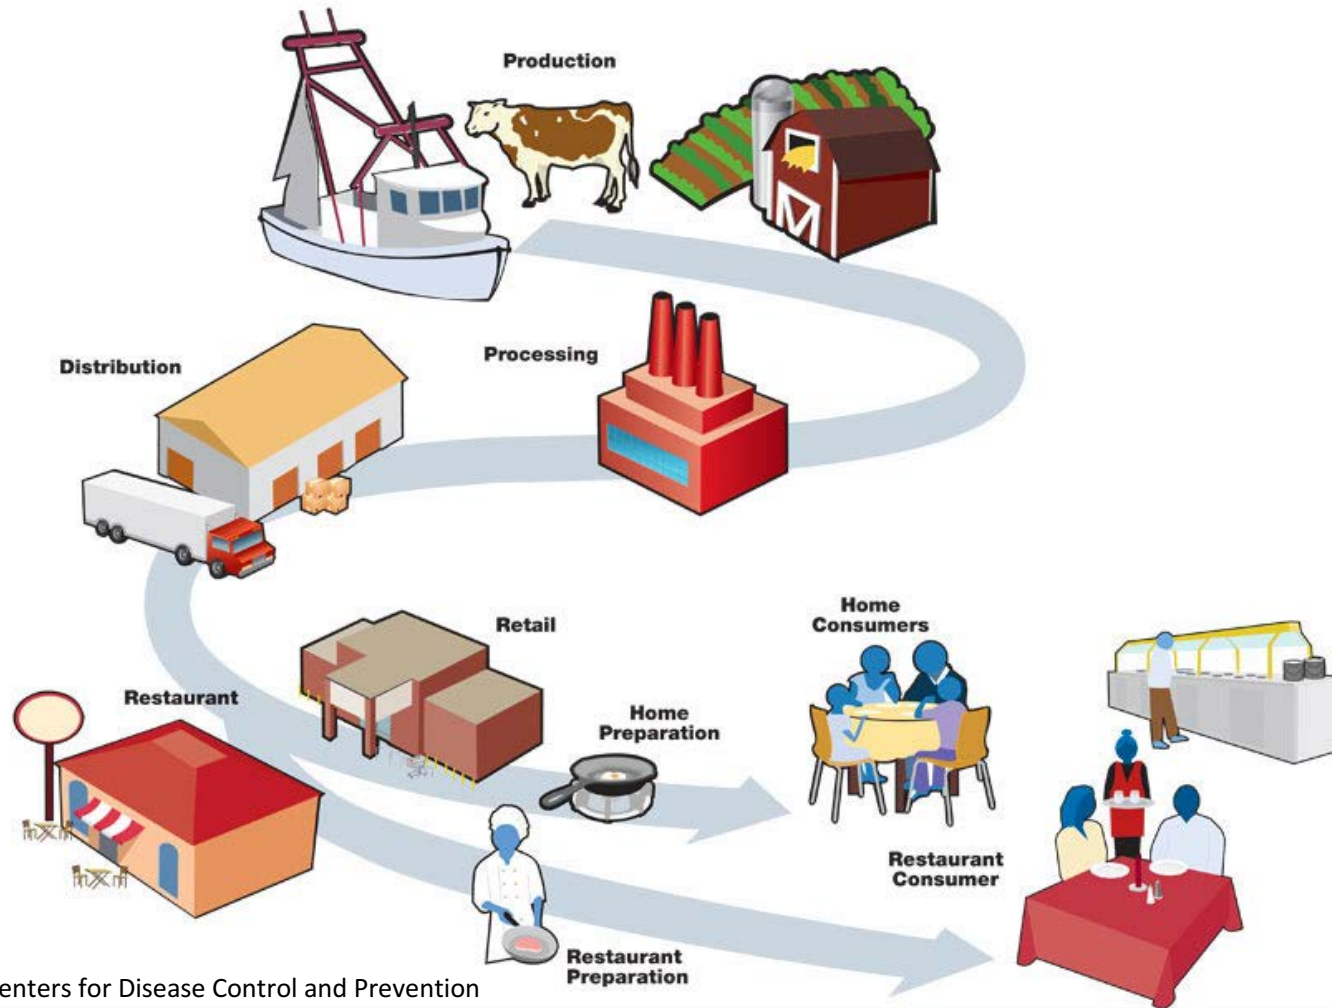 Production
Processing
Distribution
Retail
Restaurant
Home
Preparation
Home
Consumers
Restaurant
Consumer
Restaurant
Preparation
enters for Disease Control and Prevention